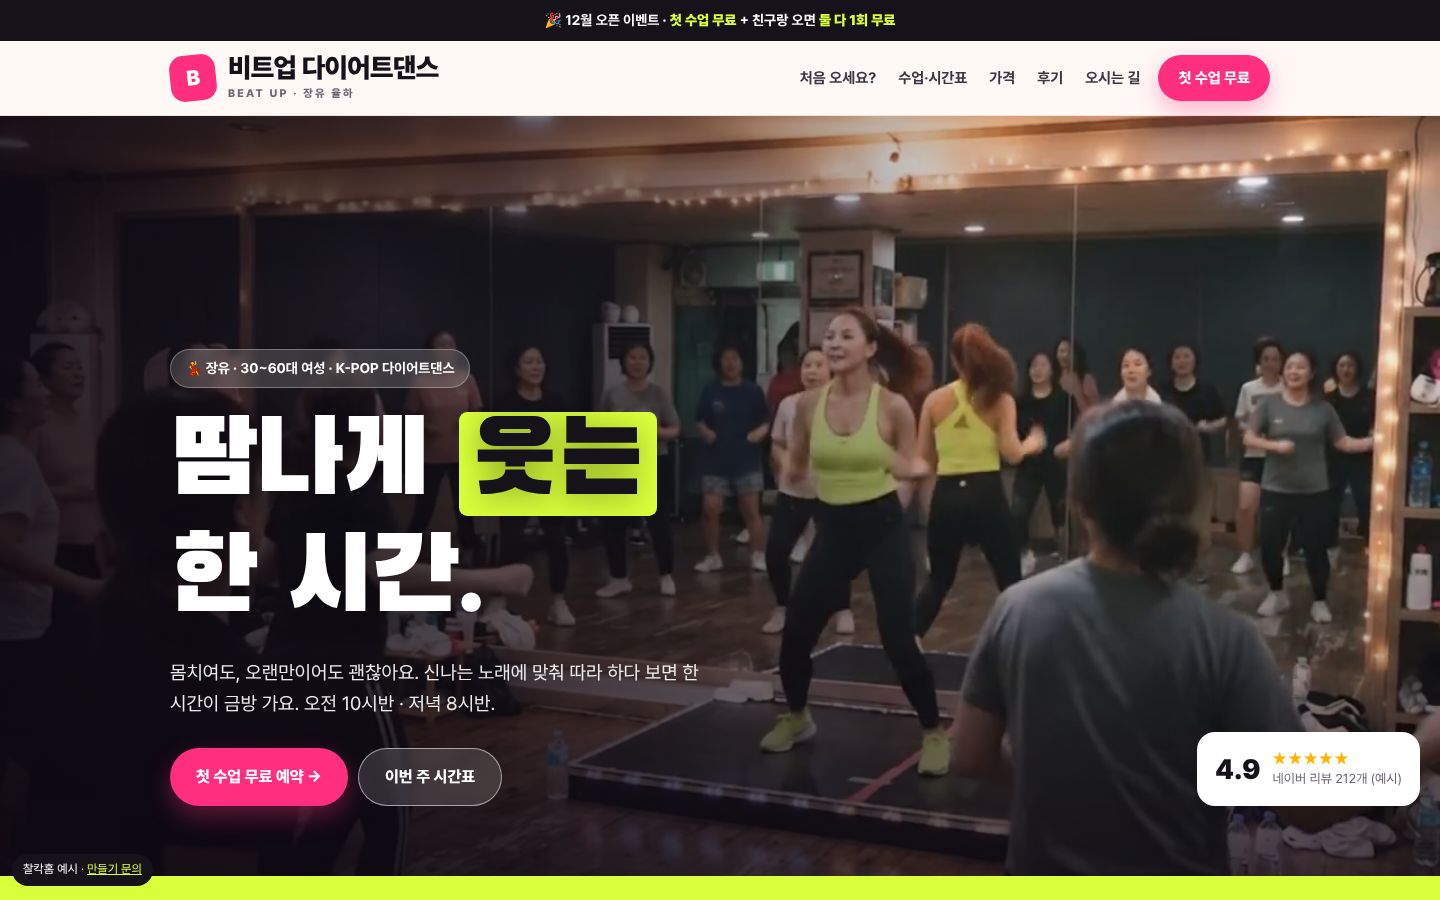 🎉 12월 오픈 이벤트 · 첫 수업 무료 + 친구랑 오면 둘 다 1회 무료
B
비트업 다이어트댄스
BEAT UP · 장유 율하
처음 오세요?
수업·시간표
가격
후기
오시는 길
첫 수업 무료
💃 장유 · 30~60대 여성 · K-POP 다이어트댄스
땀나게 웃는
한 시간.
몸치여도, 오랜만이어도 괜찮아요. 신나는 노래에 맞춰 따라 하다 보면 한
시간이 금방 가요. 오전 10시반 · 저녁 8시반.
첫 수업 무료 예약 →
이번 주 시간표
4.9
★★★★★
네이버 리뷰 212개 (예시)
찰칵홈 예시 · 만들기 문의